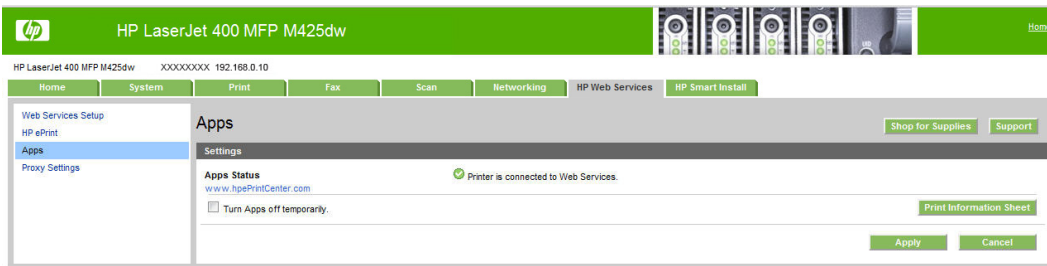 hp HP LaserJet 400 MFP M425dw
Home
HP LaserJet 400 MFP M425dw XXXXXXXX 192.168.0.10
Home System Print Fax Scan Networking HP Web Services HP Smart Install
Web Services Setup
HP ePrint
Apps
Proxy Settings
Apps
Shop for Supplies Support
Settings
Apps Status Printer is connected to Web Services.
www.hpePrintCenter.com
Turn Apps off temporarily. Print Information Sheet
Apply Cancel